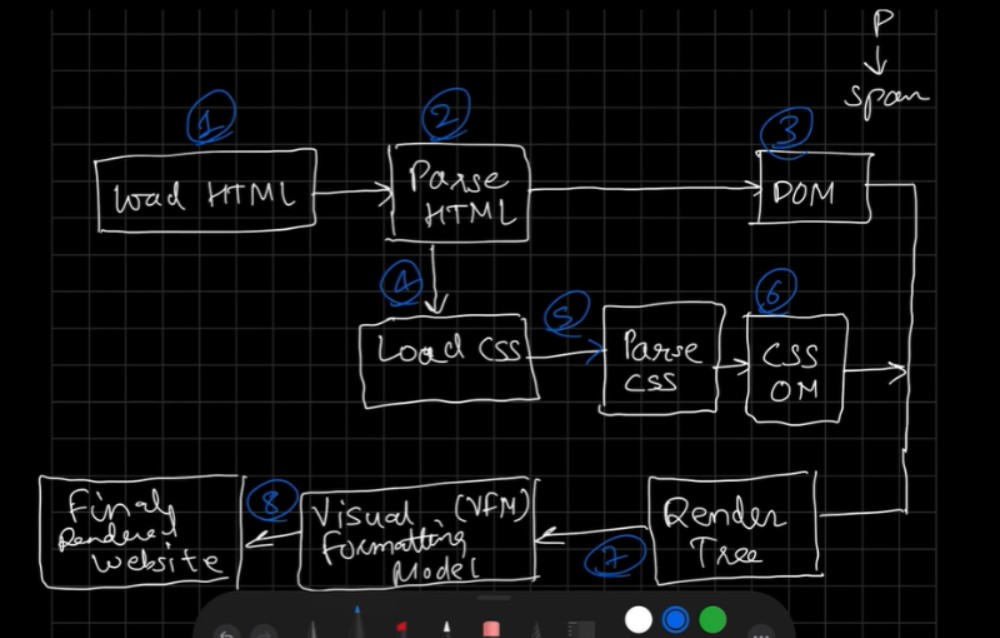 P
span
1
2
3
Load HTML
Parse
HTML
DOM
4
5
6
Load CSS
Parse
CSS
CSS
OM
8
7
Final
Rendered
Website
Visual (VFM)
Formatting
Model
Render
Tree